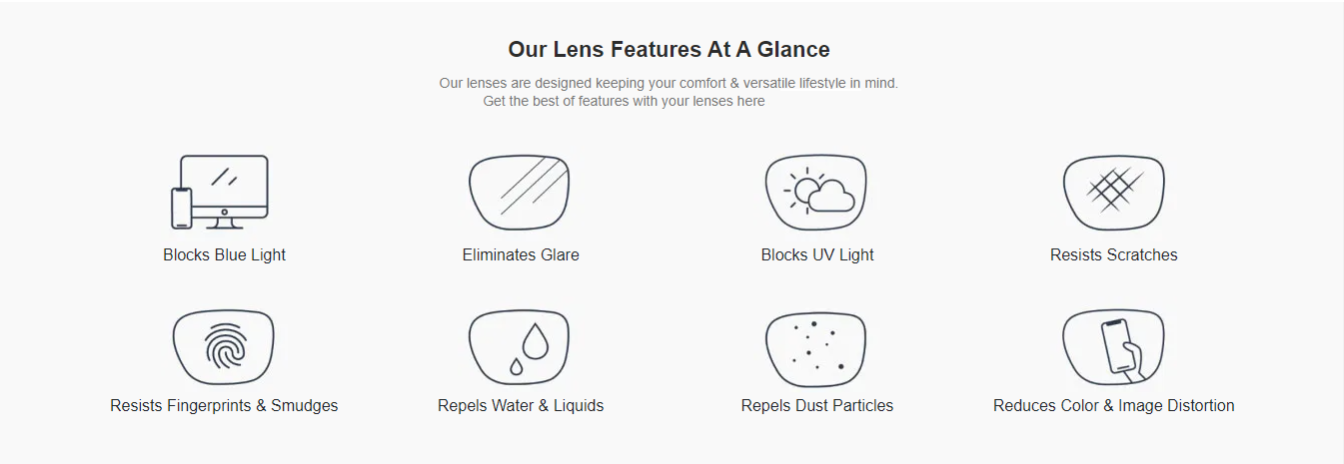 Our Lens Features At A Glance
Our lenses are designed keeping your comfort & versatile lifestyle in mind.
Get the best of features with your lenses here
Blocks Blue Light
Eliminates Glare
Blocks UV Light
Resists Scratches
Resists Fingerprints & Smudges
Repels Water & Liquids
Repels Dust Particles
Reduces Color & Image Distortion